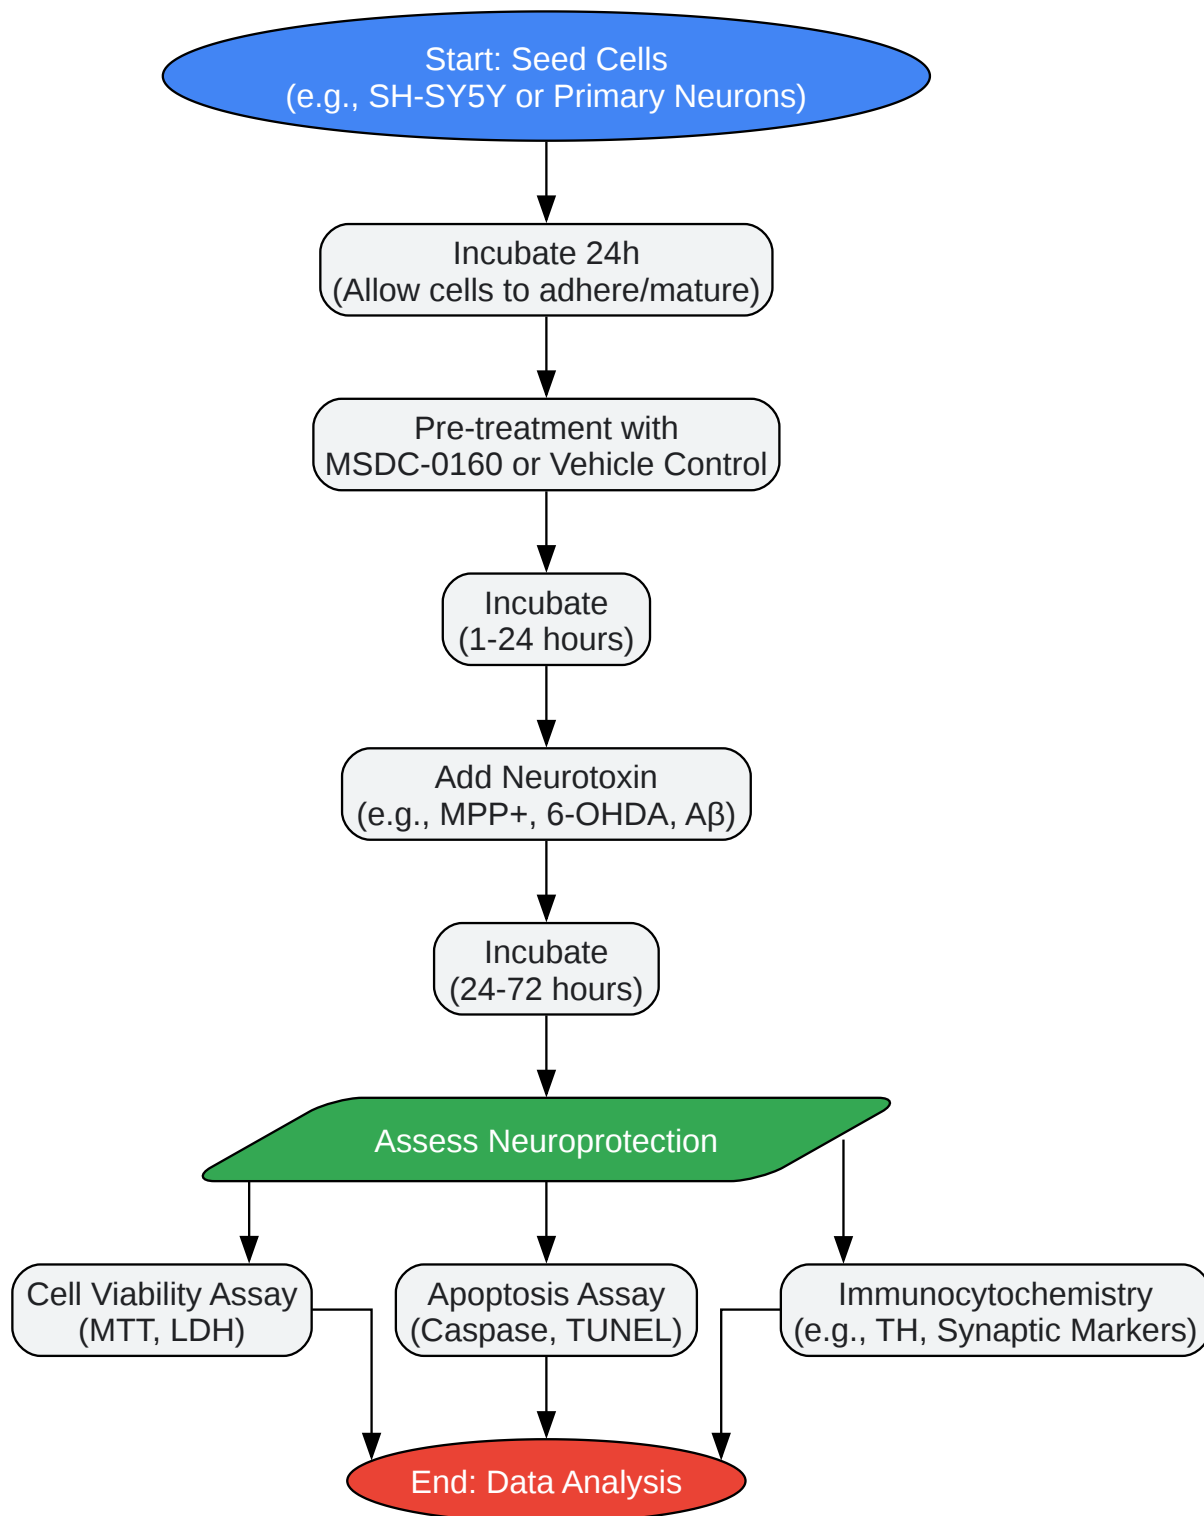 Start: Seed Cells
(e.g., SH-SY5Y or Primary Neurons)
Incubate 24h
(Allow cells to adhere/mature)
Pre-treatment with
MSDC-0160 or Vehicle Control
Incubate
(1-24 hours)
Add Neurotoxin
(e.g., MPP+, 6-OHDA, Aβ)
Incubate
(24-72 hours)
Assess Neuroprotection
Cell Viability Assay
(MTT, LDH)
Apoptosis Assay
(Caspase, TUNEL)
Immunocytochemistry
(e.g., TH, Synaptic Markers)
End: Data Analysis